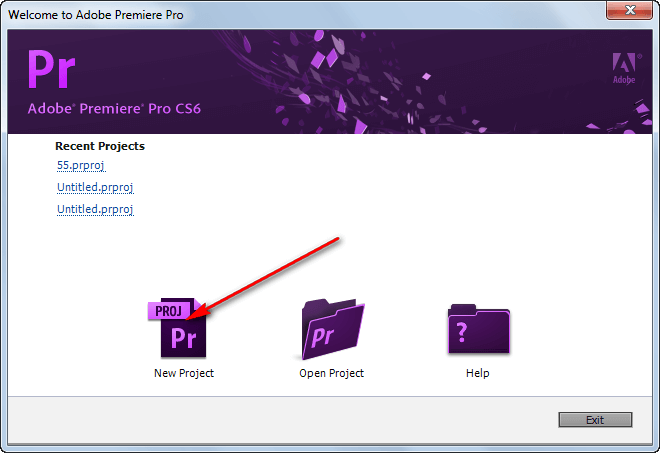 Welcome to Adobe Premiere Pro
Pr
Adobe® Premiere® Pro CS6
Adobe
Recent Projects
55.prproj
Untitled.prproj
Untitled.prproj
PROJ
Pr
Pr
?
New Project
Open Project
Help
Exit